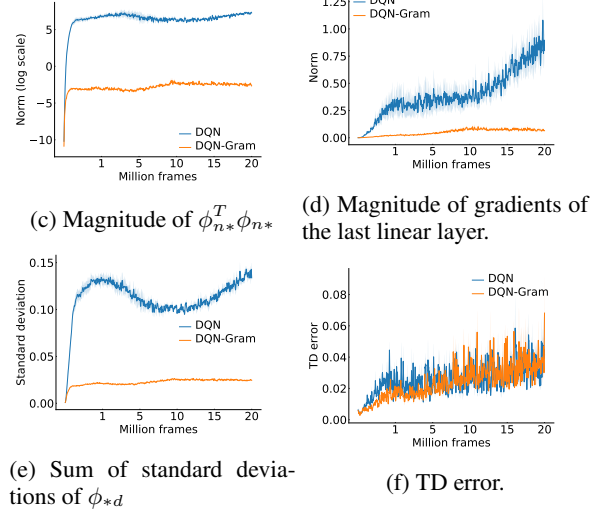 5
0
−5
−10
Norm (log scale)
DQN
DQN-Gram
1
5
10
15
20
Million frames
(c) Magnitude of ϕ_{n∗}^T ϕ_{n∗}
1.25
1.00
0.75
0.50
0.25
0.00
Norm
DQN
DQN-Gram
1
5
10
15
20
Million frames
(d) Magnitude of gradients of
the last linear layer.
0.15
0.10
0.05
0.00
Standard deviation
DQN
DQN-Gram
1
5
10
15
20
Million frames
(e) Sum of standard devia-
tions of ϕ_{∗d}
0.08
0.06
0.04
0.02
0.00
TD error
DQN
DQN-Gram
1
5
10
15
20
Million frames
(f) TD error.